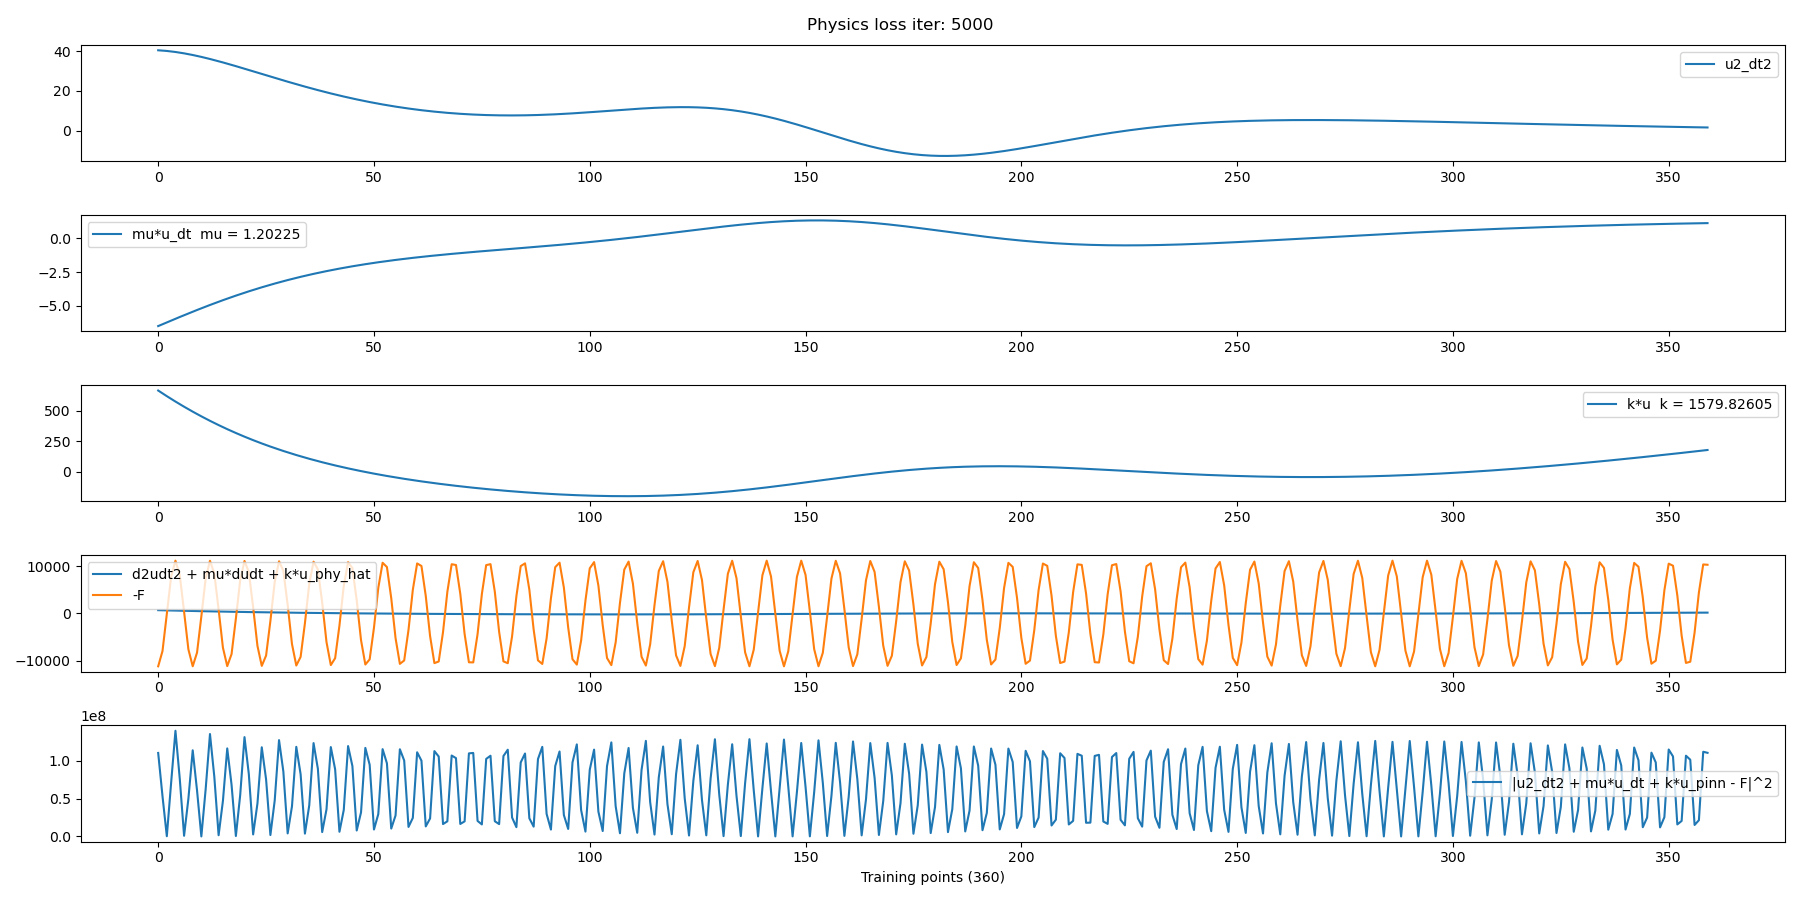 Physics loss iter: 5000
40
20
0
u2_dt2
0 50 100 150 200 250 300 350
0.0
−2.5
−5.0
mu*u_dt mu = 1.20225
0 50 100 150 200 250 300 350
500
250
0
k*u k = 1579.82605
0 50 100 150 200 250 300 350
10000
0
−10000
d2udt2 + mu*dudt + k*u_phy_hat
-F
0 50 100 150 200 250 300 350
1e8
1.0
0.5
0.0
|u2_dt2 + mu*u_dt + k*u_pinn - F|^2
0 50 100 150 200 250 300 350
Training points (360)